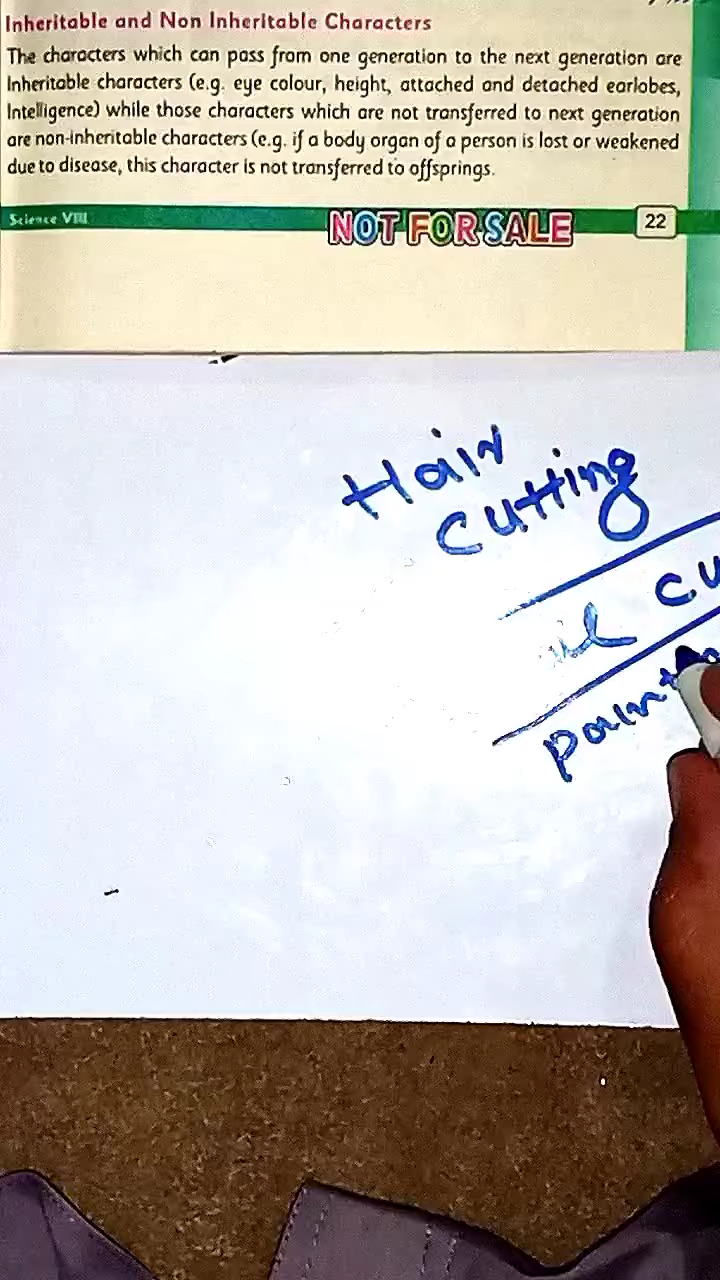 Inheritable and Non Inheritable Characters
The characters which can pass from one generation to the next generation are
Inheritable characters (e.g. eye colour, height, attached and detached earlobes,
Intelligence) while those characters which are not transferred to next generation
are non-inheritable characters (e.g. if a body organ of a person is lost or weakened
due to disease, this character is not transferred to offsprings.
Science VIII
NOT FOR SALE
22
Hair
cutting
cu